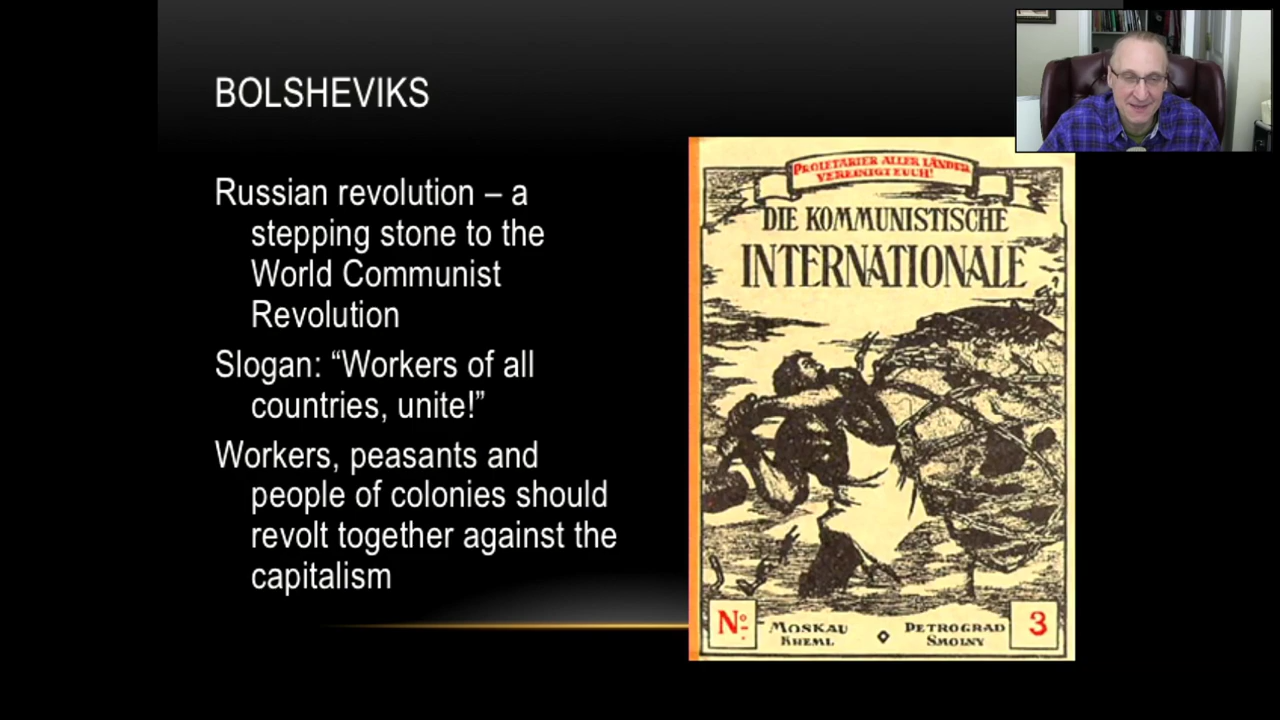 BOLSHEVIKS
Russian revolution – a
stepping stone to the
World Communist
Revolution
Slogan: “Workers of all
countries, unite!”
Workers, peasants and
people of colonies should
revolt together against the
capitalism
PROLETARIER ALLER LÄNDER
VEREINIGT EUCH!
DIE KOMMUNISTISCHE
INTERNATIONALE
No.
MOSKAU
KREML
PETROGRAD
SMOLNY
3